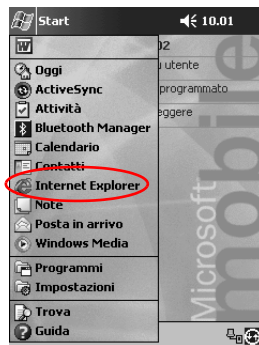 Start 10.01
02
utente
Oggi
ActiveSync programmato
Attività eggere
Bluetooth Manager
Calendario
Contatti
Internet Explorer
Note
Posta in arrivo
Windows Media
Programmi
Impostazioni
Trova
Guida
Microsoft
mobile